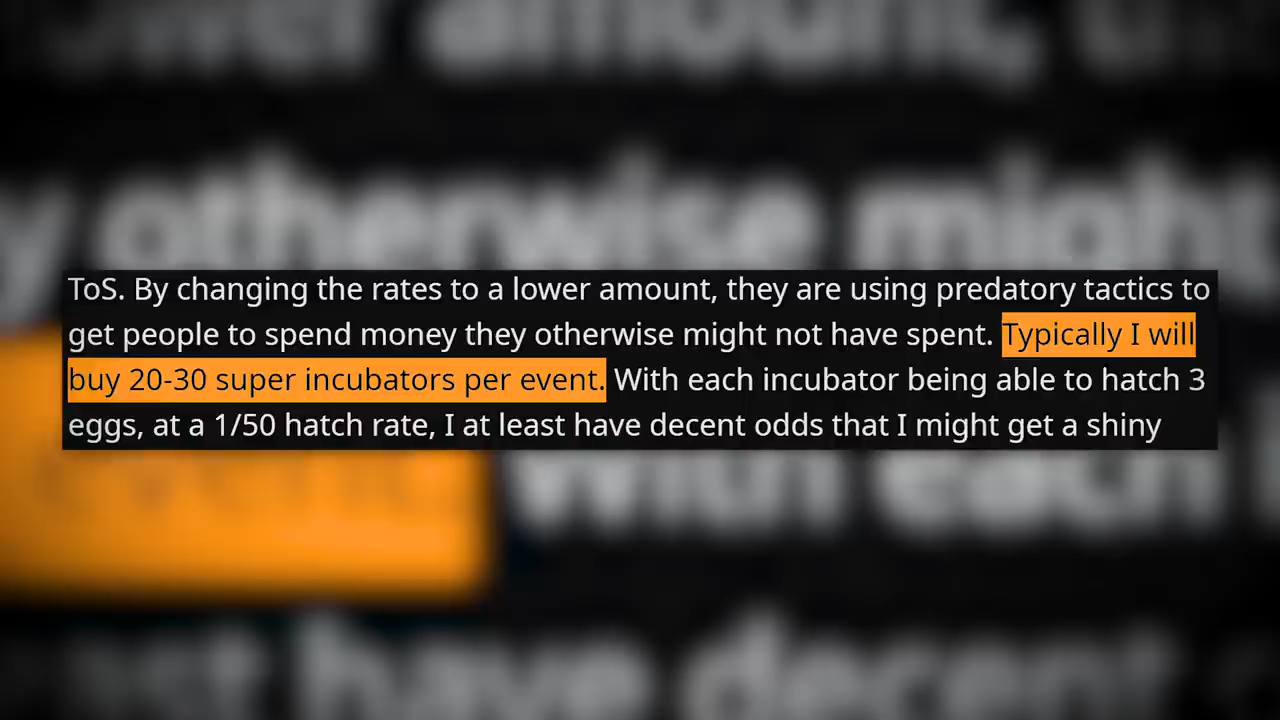 ToS. By changing the rates to a lower amount, they are using predatory tactics to
get people to spend money they otherwise might not have spent. Typically I will
buy 20-30 super incubators per event. With each incubator being able to hatch 3
eggs, at a 1/50 hatch rate, I at least have decent odds that I might get a shiny